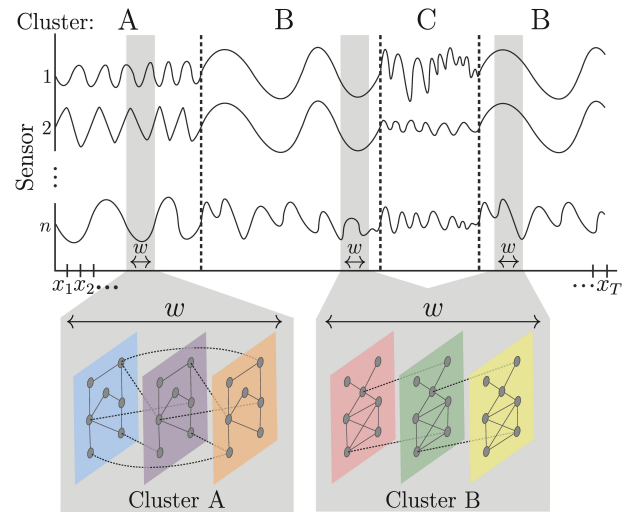 Cluster: A B C B
Sensor
1
2
⋮
n
w w w
x1 x2 ... ... xT
w w
Cluster A Cluster B